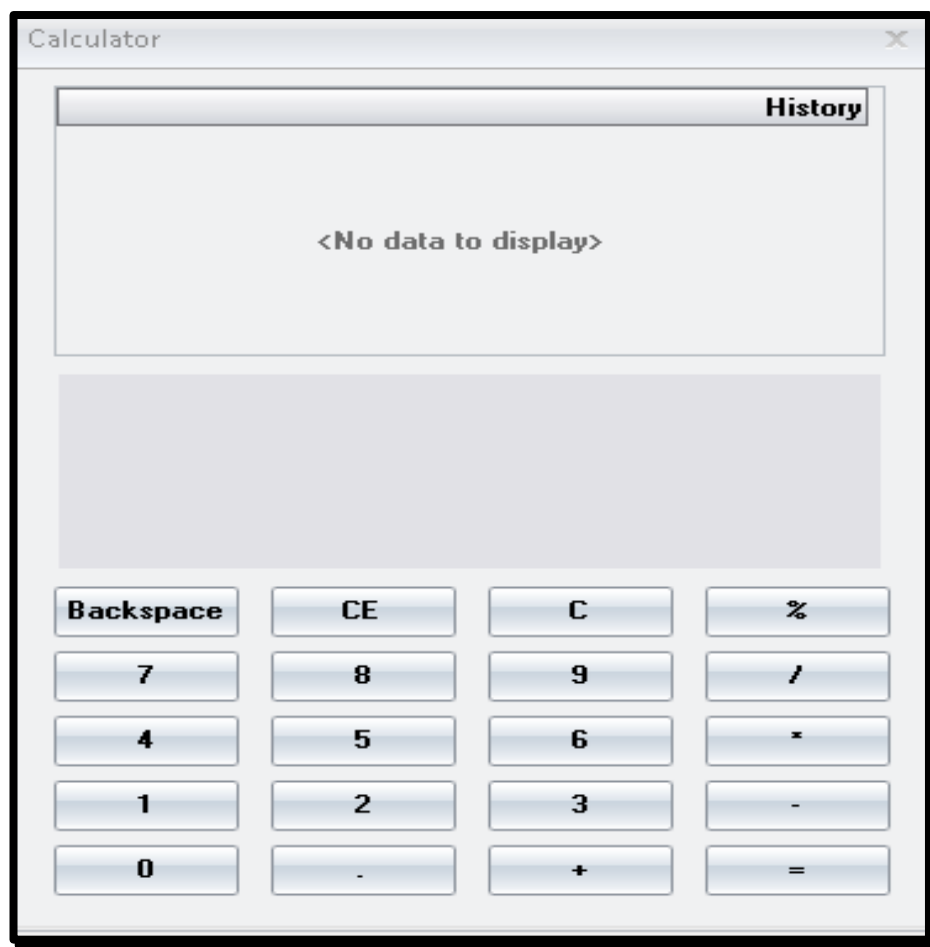 Calculator
History
<No data to display>
Backspace CE C %
7 8 9 /
4 5 6 *
1 2 3 -
0 . + =